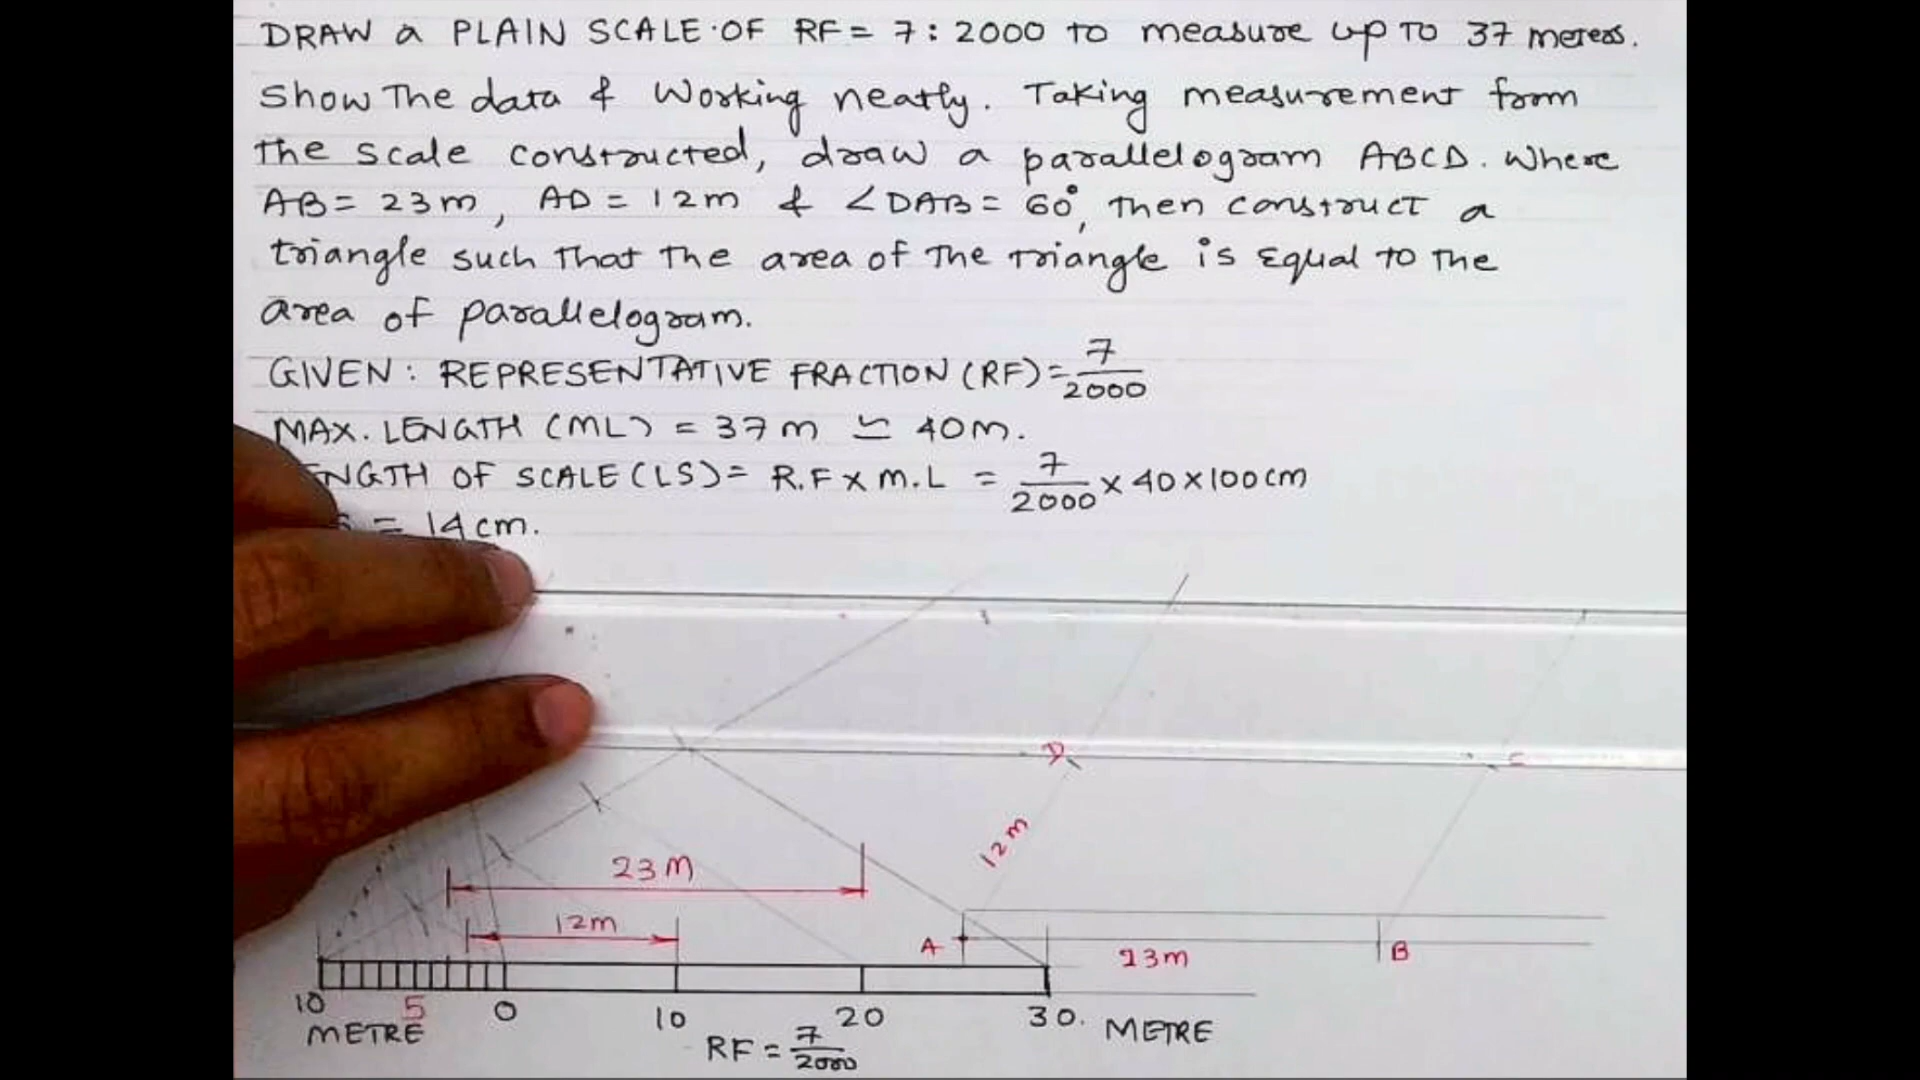 DRAW a PLAIN SCALE OF RF = 7 : 2000 to measure up TO 37 meters.
Show The data & Working neatly. Taking measurement from
the scale constructed, draw a parallelogram ABCD. Where
AB = 23m, AD = 12m & ∠DAB = 60°, then construct a
triangle such that the area of the triangle is Equal to the
area of parallelogram.
GIVEN : REPRESENTATIVE FRACTION (RF) = 7/2000
MAX. LENGTH (ML) = 37m ≃ 40m.
NGTH OF SCALE (LS) = R.F x m.L = 7/2000 x 40 x 100 cm
= 14 cm.
D C
12m
23M
12m
A 23m B
10 5 0 10 20 30.
METRE METRE
RF = 7/2000